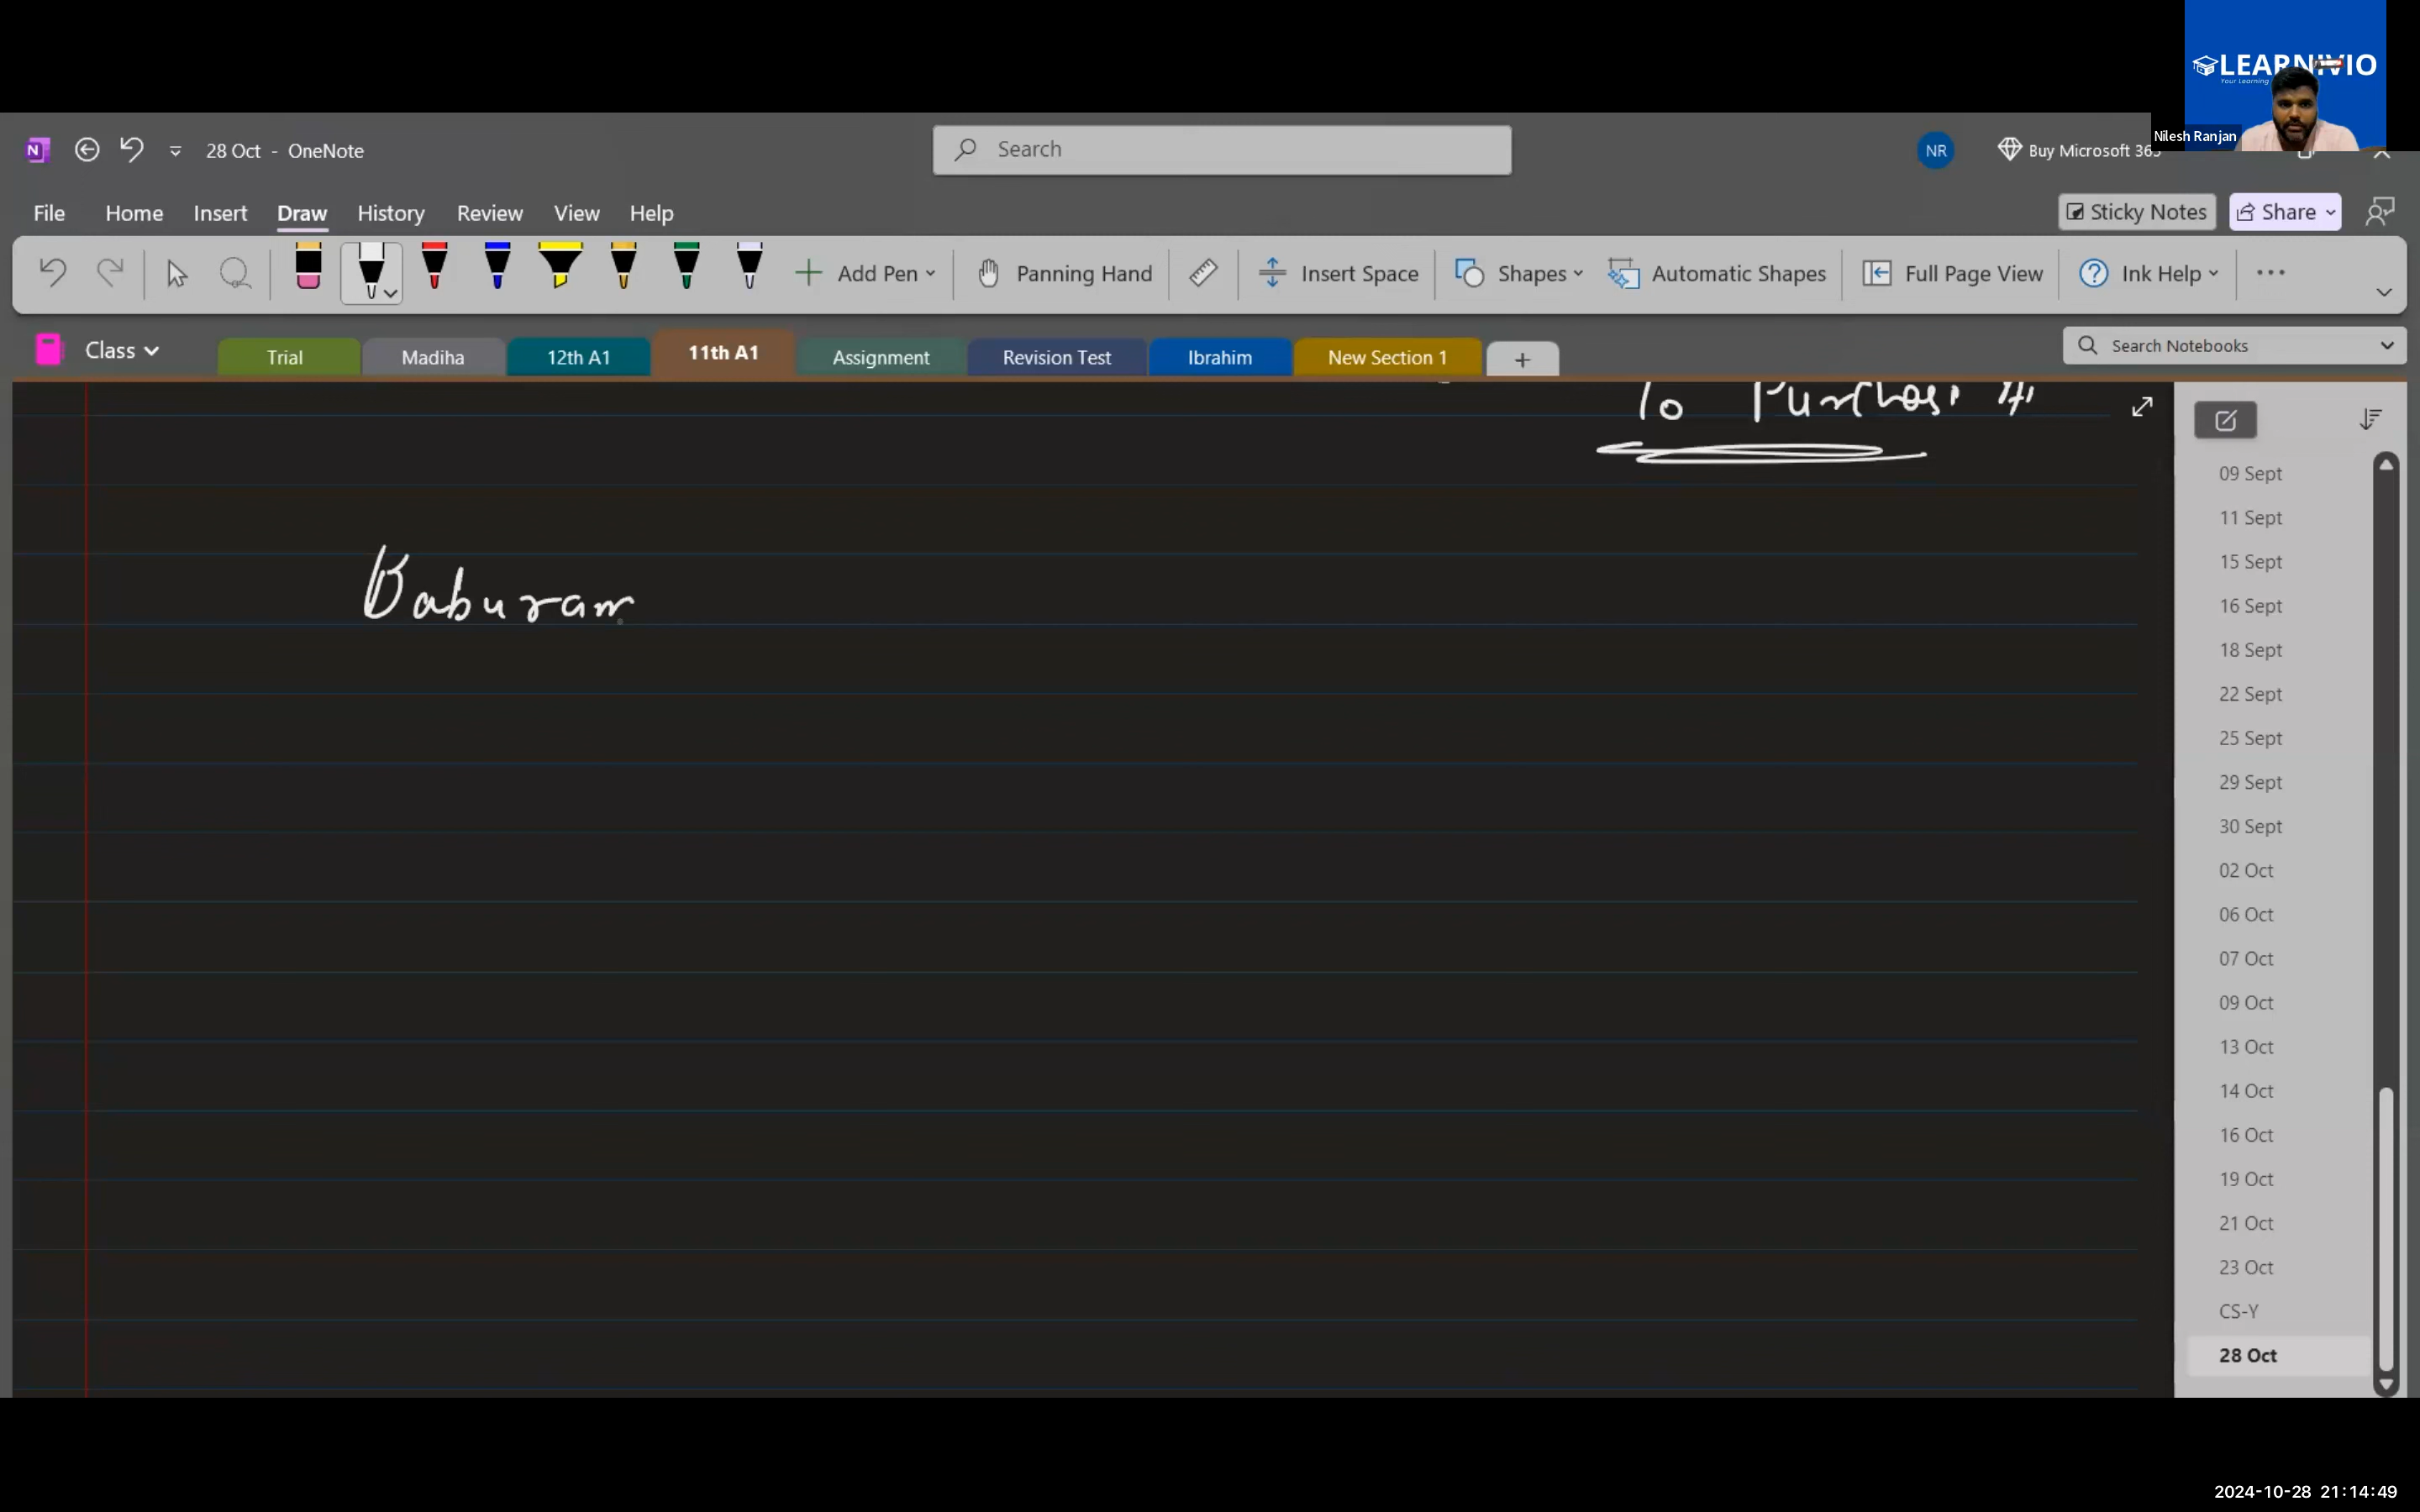 LEARNIVIO
Your Learning
Nilesh Ranjan
28 Oct - OneNote
Search
NR
Buy Microsoft 365
File Home Insert Draw History Review View Help
Sticky Notes
Share
Add Pen
Panning Hand
Insert Space
Shapes
Automatic Shapes
Full Page View
Ink Help
Class
Trial
Madiha
12th A1
11th A1
Assignment
Revision Test
Ibrahim
New Section 1
Search Notebooks
To Purchase A/c
Baburam
09 Sept
11 Sept
15 Sept
16 Sept
18 Sept
22 Sept
25 Sept
29 Sept
30 Sept
02 Oct
06 Oct
07 Oct
09 Oct
13 Oct
14 Oct
16 Oct
19 Oct
21 Oct
23 Oct
CS-Y
28 Oct
2024-10-28 21:14:49